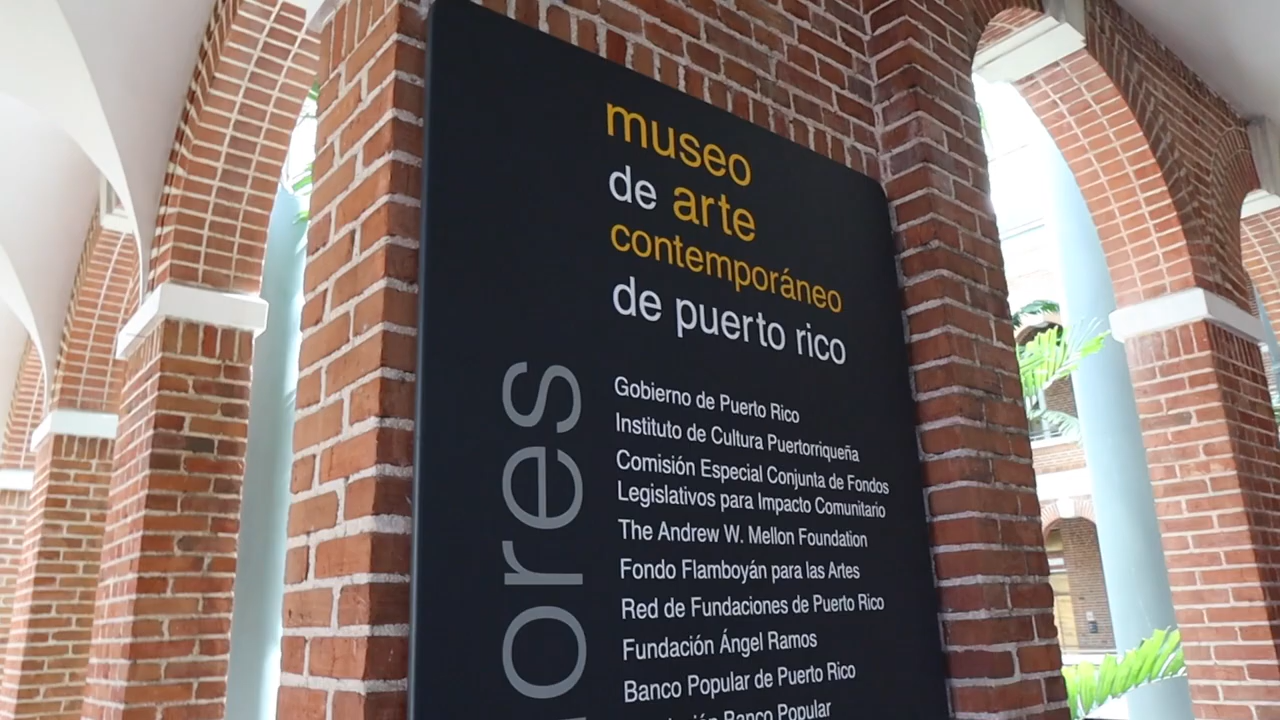 museo
de arte
contemporáneo
de puerto rico
Gobierno de Puerto Rico
Instituto de Cultura Puertorriqueña
Comisión Especial Conjunta de Fondos
Legislativos para Impacto Comunitario
The Andrew W. Mellon Foundation
Fondo Flamboyán para las Artes
Red de Fundaciones de Puerto Rico
Fundación Ángel Ramos
Banco Popular de Puerto Rico
Banco Popular
ores